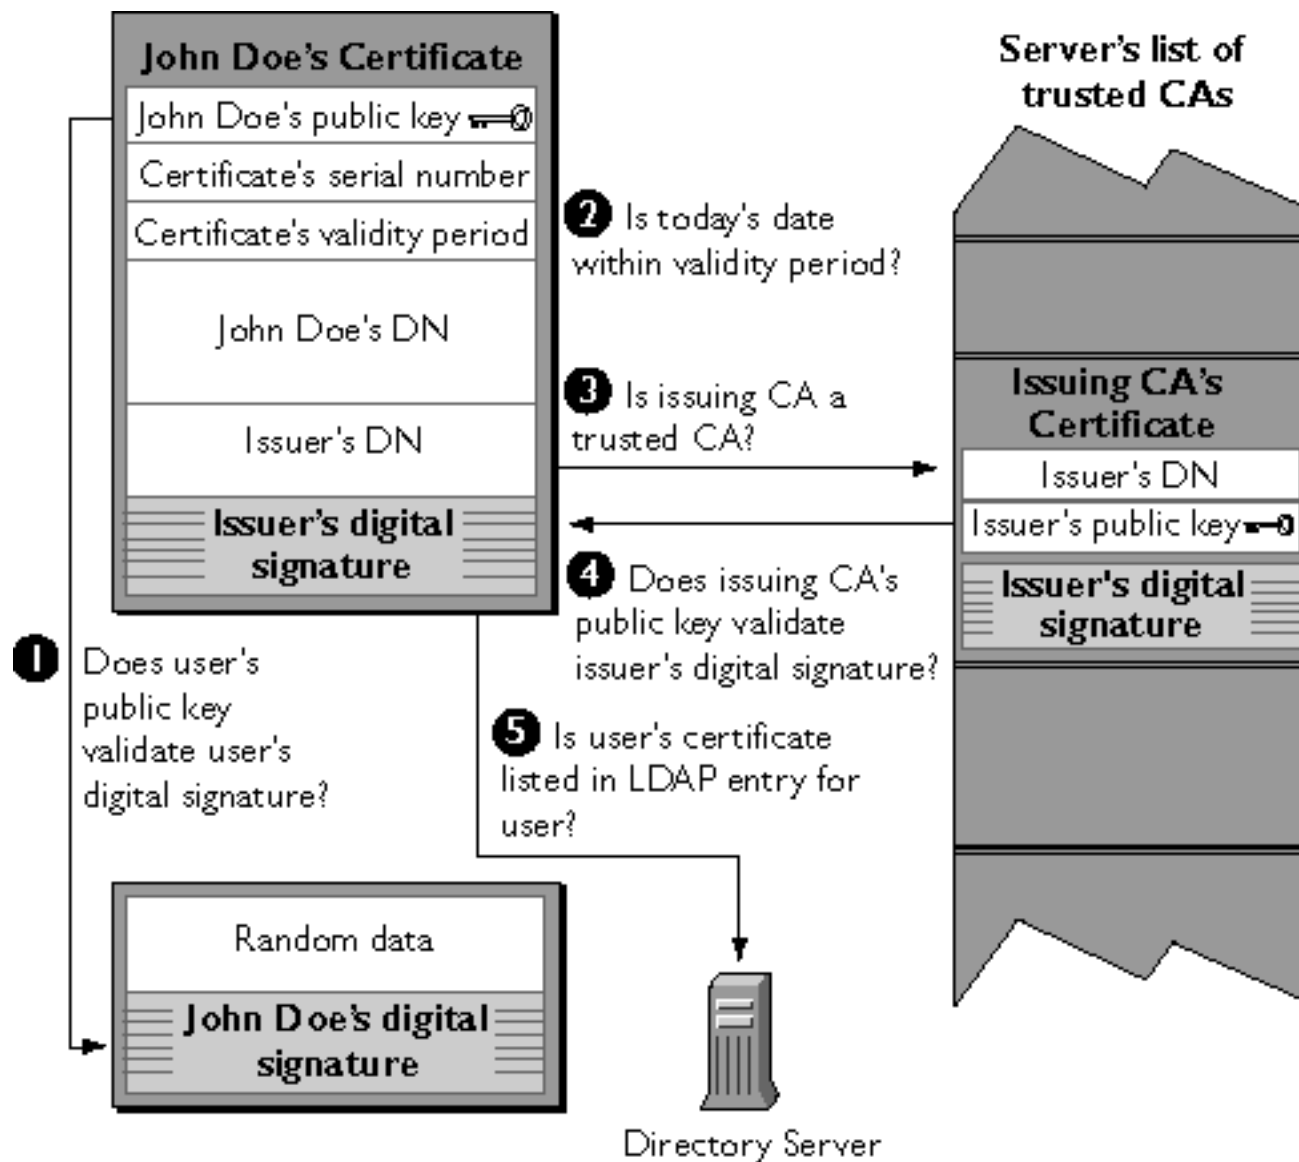 John Doe's Certificate
John Doe's public key
Certificate's serial number
Certificate's validity period
John Doe's DN
Issuer's DN
Issuer's digital
signature
Server's list of
trusted CAs
2 Is today's date
within validity period?
3 Is issuing CA a
trusted CA?
Issuing CA's
Certificate
Issuer's DN
Issuer's public key
Issuer's digital
signature
4 Does issuing CA's
public key validate
issuer's digital signature?
1 Does user's
public key
validate user's
digital signature?
5 Is user's certificate
listed in LDAP entry for
user?
Random data
John Doe's digital
signature
Directory Server